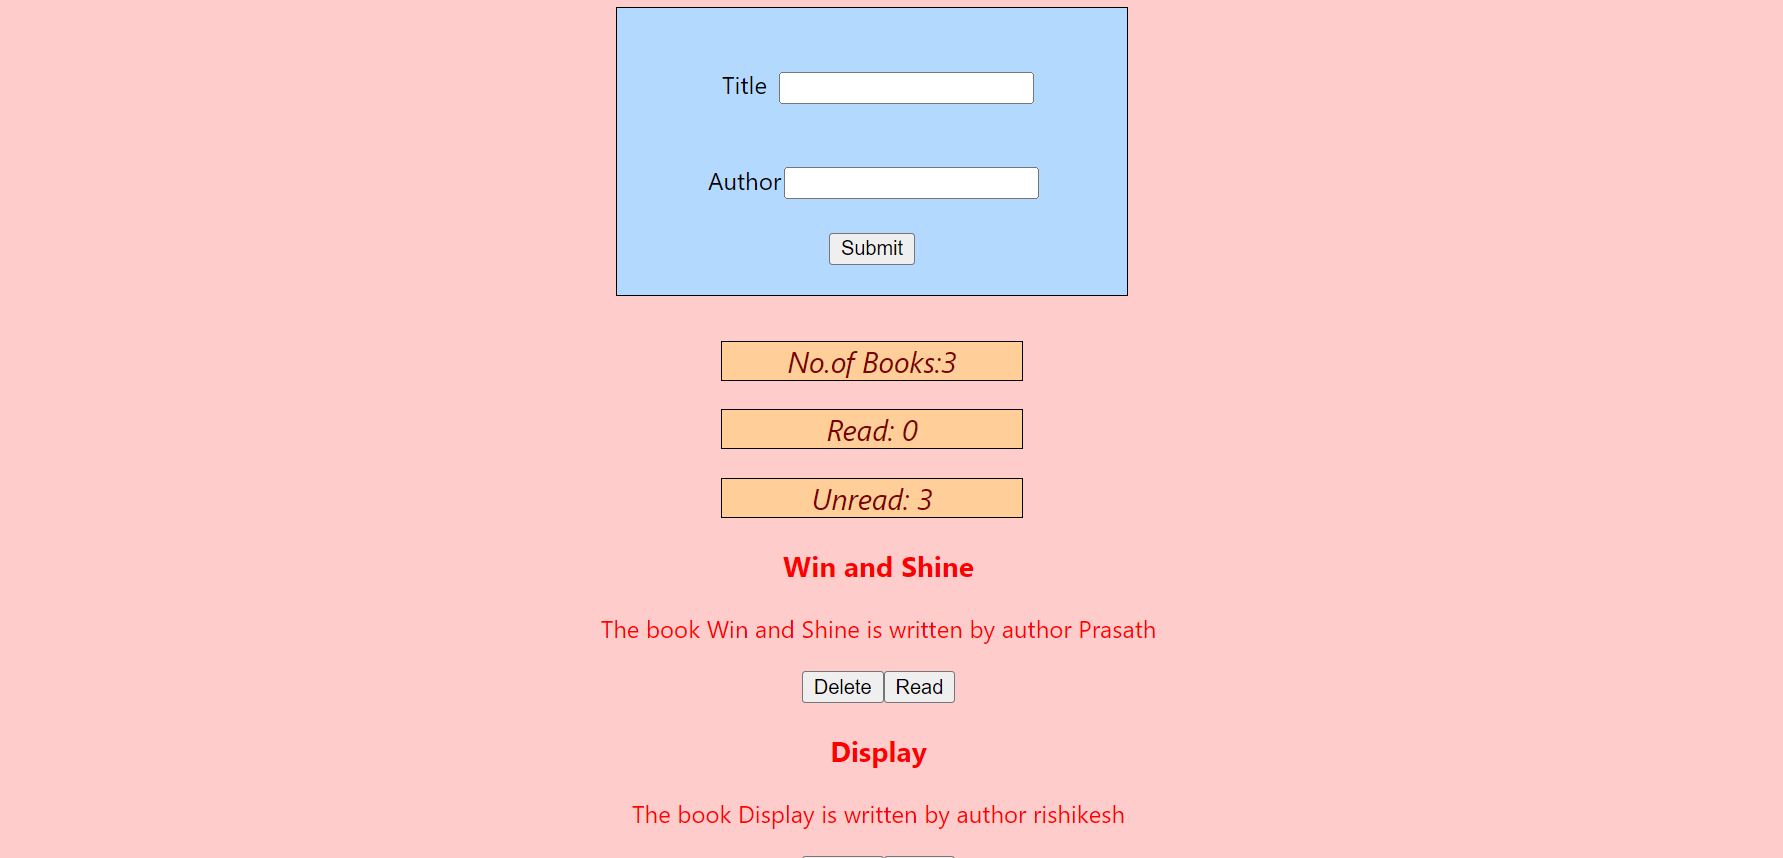 Title
Author
Submit
No.of Books:3
Read: 0
Unread: 3
Win and Shine
The book Win and Shine is written by author Prasath
Delete Read
Display
The book Display is written by author rishikesh